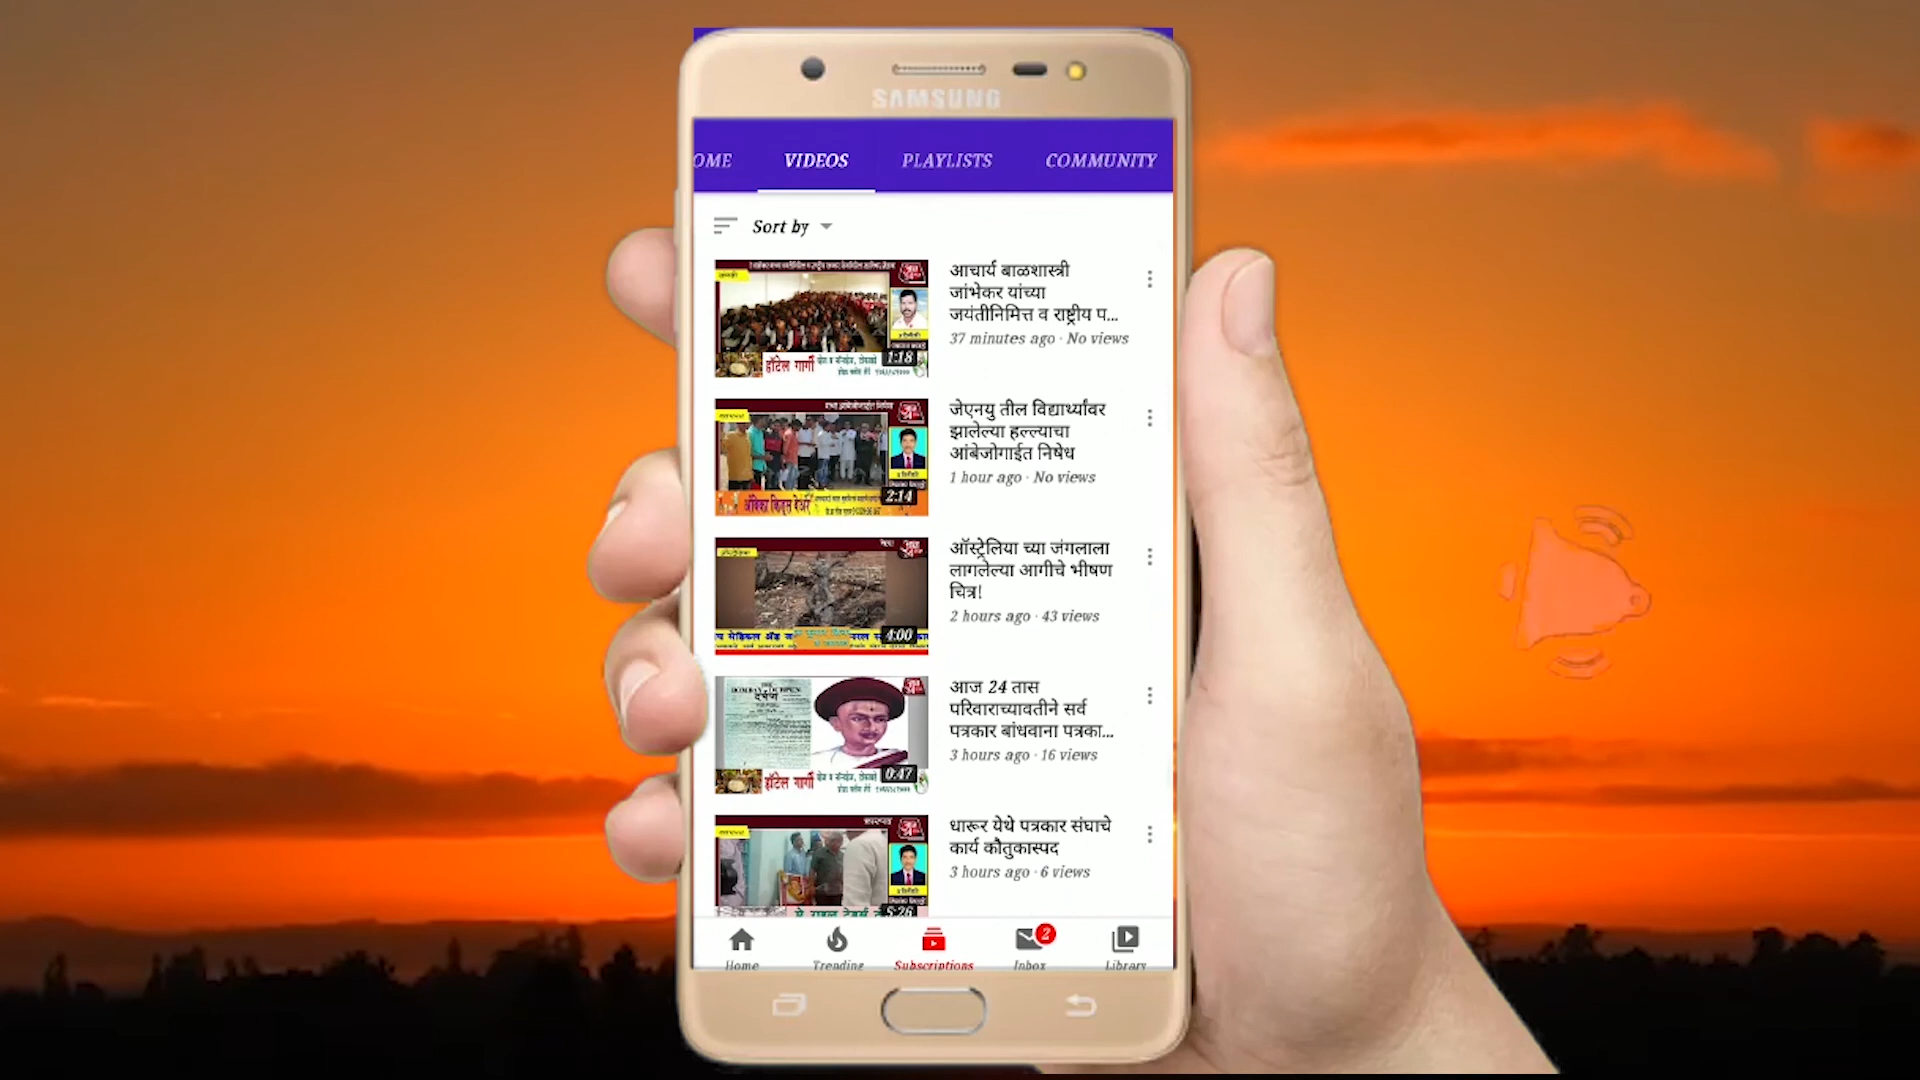 SAMSUNG
OME VIDEOS PLAYLISTS COMMUNITY
Sort by
आचार्य बाळशास्त्री
जांभेकर यांच्या
जयंतीनिमित्त व राष्ट्रीय प...
37 minutes ago · No views
हॉटेल गार्गी
1:18
जेएनयु तील विद्यार्थ्यांवर
झालेल्या हल्ल्याचा
आंबेजोगाईत निषेध
1 hour ago · No views
2:14
ऑस्ट्रेलिया च्या जंगलाला
लागलेल्या आगीचे भीषण
चित्र!
2 hours ago · 43 views
4:00
आज 24 तास
परिवाराच्यावतीने सर्व
पत्रकार बांधवाना पत्रका...
3 hours ago · 16 views
हॉटेल गार्गी
0:47
धारूर येथे पत्रकार संघाचे
कार्य कौतुकास्पद
3 hours ago · 6 views
5:26
2
Home Trending Subscriptions Inbox Library